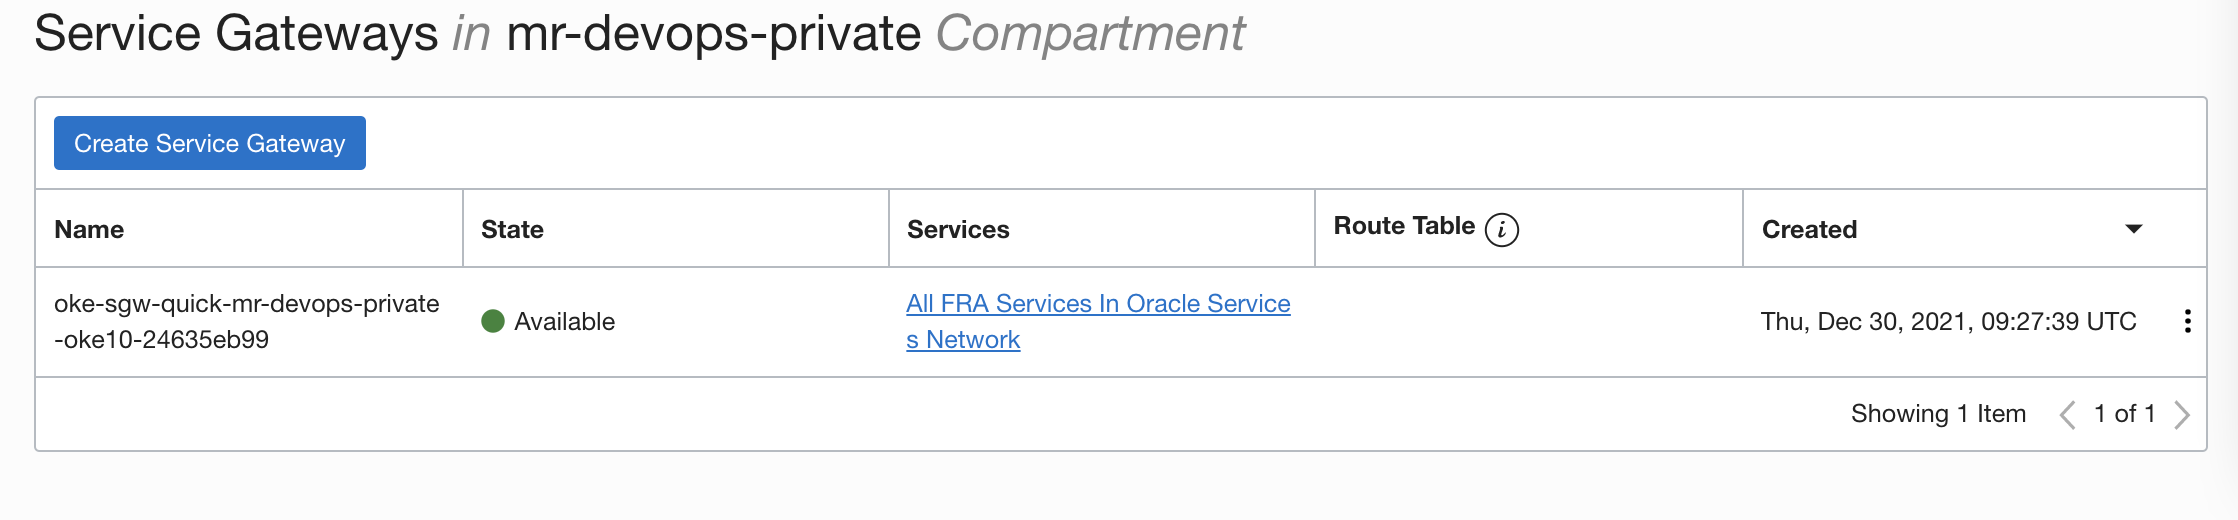 Service Gateways in mr-devops-private Compartment
Create Service Gateway
Name State Services Route Table i Created
oke-sgw-quick-mr-devops-private
-oke10-24635eb99
Available
All FRA Services In Oracle Service
s Network
Thu, Dec 30, 2021, 09:27:39 UTC
Showing 1 Item 1 of 1